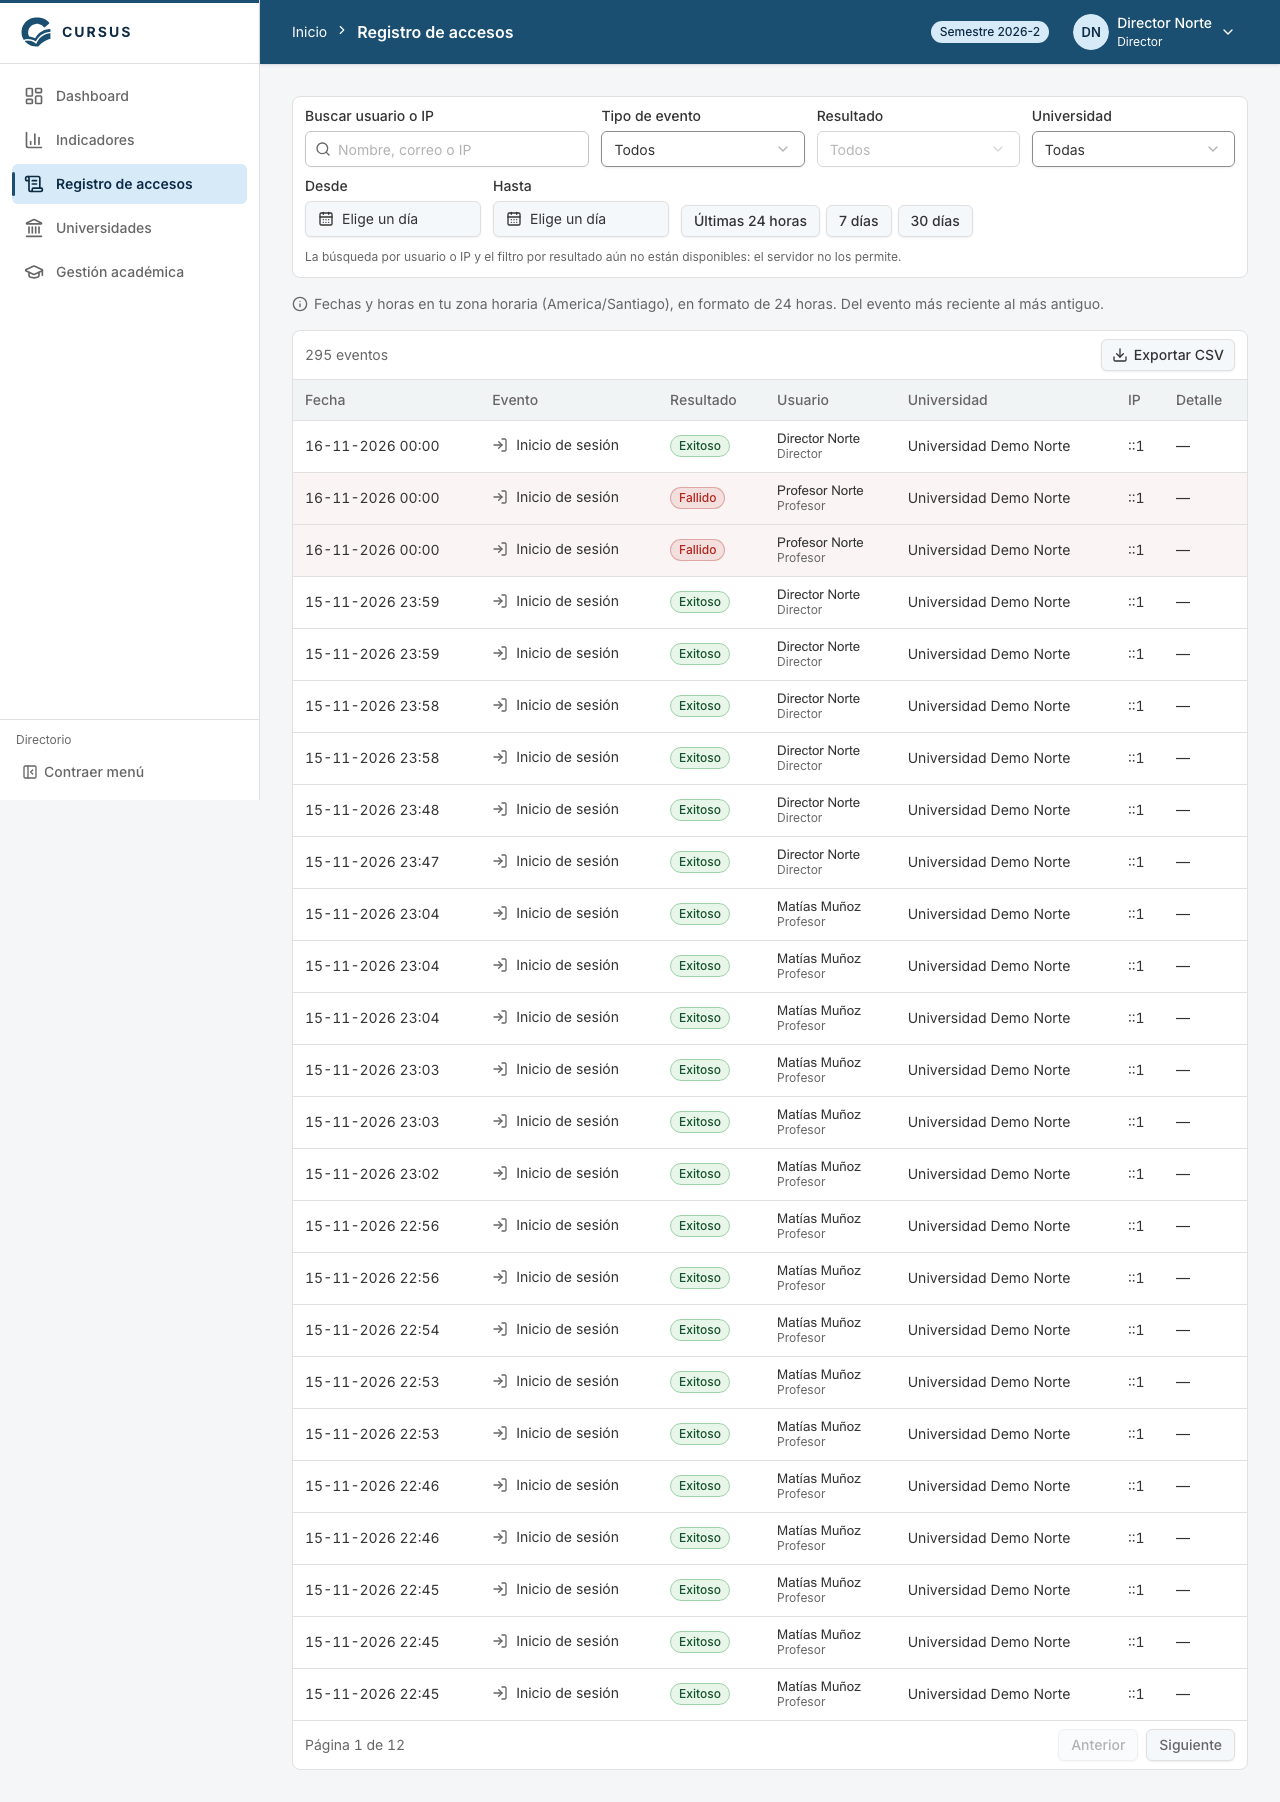 CURSUS
Inicio > Registro de accesos
Semestre 2026-2
DN
Director Norte
Director
Dashboard
Indicadores
Registro de accesos
Universidades
Gestión académica
Directorio
Contraer menú
Buscar usuario o IP Tipo de evento Resultado Universidad
Nombre, correo o IP Todos Todos Todas
Desde Hasta
Elige un día Elige un día Últimas 24 horas 7 días 30 días
La búsqueda por usuario o IP y el filtro por resultado aún no están disponibles: el servidor no los permite.
Fechas y horas en tu zona horaria (America/Santiago), en formato de 24 horas. Del evento más reciente al más antiguo.
295 eventos Exportar CSV
Fecha Evento Resultado Usuario Universidad IP Detalle
16-11-2026 00:00 Inicio de sesión Exitoso Director Norte Universidad Demo Norte ::1 —
Director
16-11-2026 00:00 Inicio de sesión Fallido Profesor Norte Universidad Demo Norte ::1 —
Profesor
16-11-2026 00:00 Inicio de sesión Fallido Profesor Norte Universidad Demo Norte ::1 —
Profesor
15-11-2026 23:59 Inicio de sesión Exitoso Director Norte Universidad Demo Norte ::1 —
Director
15-11-2026 23:59 Inicio de sesión Exitoso Director Norte Universidad Demo Norte ::1 —
Director
15-11-2026 23:58 Inicio de sesión Exitoso Director Norte Universidad Demo Norte ::1 —
Director
15-11-2026 23:58 Inicio de sesión Exitoso Director Norte Universidad Demo Norte ::1 —
Director
15-11-2026 23:48 Inicio de sesión Exitoso Director Norte Universidad Demo Norte ::1 —
Director
15-11-2026 23:47 Inicio de sesión Exitoso Director Norte Universidad Demo Norte ::1 —
Director
15-11-2026 23:04 Inicio de sesión Exitoso Matías Muñoz Universidad Demo Norte ::1 —
Profesor
15-11-2026 23:04 Inicio de sesión Exitoso Matías Muñoz Universidad Demo Norte ::1 —
Profesor
15-11-2026 23:04 Inicio de sesión Exitoso Matías Muñoz Universidad Demo Norte ::1 —
Profesor
15-11-2026 23:03 Inicio de sesión Exitoso Matías Muñoz Universidad Demo Norte ::1 —
Profesor
15-11-2026 23:03 Inicio de sesión Exitoso Matías Muñoz Universidad Demo Norte ::1 —
Profesor
15-11-2026 23:02 Inicio de sesión Exitoso Matías Muñoz Universidad Demo Norte ::1 —
Profesor
15-11-2026 22:56 Inicio de sesión Exitoso Matías Muñoz Universidad Demo Norte ::1 —
Profesor
15-11-2026 22:56 Inicio de sesión Exitoso Matías Muñoz Universidad Demo Norte ::1 —
Profesor
15-11-2026 22:54 Inicio de sesión Exitoso Matías Muñoz Universidad Demo Norte ::1 —
Profesor
15-11-2026 22:53 Inicio de sesión Exitoso Matías Muñoz Universidad Demo Norte ::1 —
Profesor
15-11-2026 22:53 Inicio de sesión Exitoso Matías Muñoz Universidad Demo Norte ::1 —
Profesor
15-11-2026 22:46 Inicio de sesión Exitoso Matías Muñoz Universidad Demo Norte ::1 —
Profesor
15-11-2026 22:46 Inicio de sesión Exitoso Matías Muñoz Universidad Demo Norte ::1 —
Profesor
15-11-2026 22:45 Inicio de sesión Exitoso Matías Muñoz Universidad Demo Norte ::1 —
Profesor
15-11-2026 22:45 Inicio de sesión Exitoso Matías Muñoz Universidad Demo Norte ::1 —
Profesor
15-11-2026 22:45 Inicio de sesión Exitoso Matías Muñoz Universidad Demo Norte ::1 —
Profesor
Página 1 de 12 Anterior Siguiente